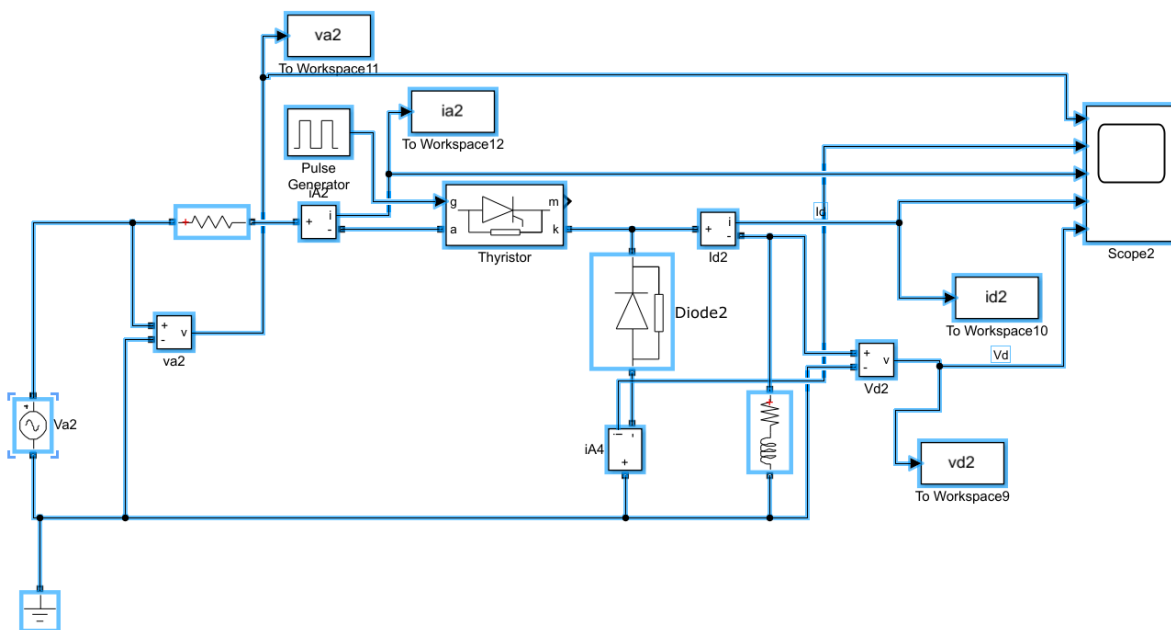 va2
To Workspace11
ia2
To Workspace12
Pulse
Generator
iA2
+
i
-
g
m
a
k
Thyristor
+
i
-
Id2
Id
Scope2
Diode2
id2
To Workspace10
+
-
v
va2
+
-
v
Vd2
Vd
Va2
iA4
i
-
+
vd2
To Workspace9